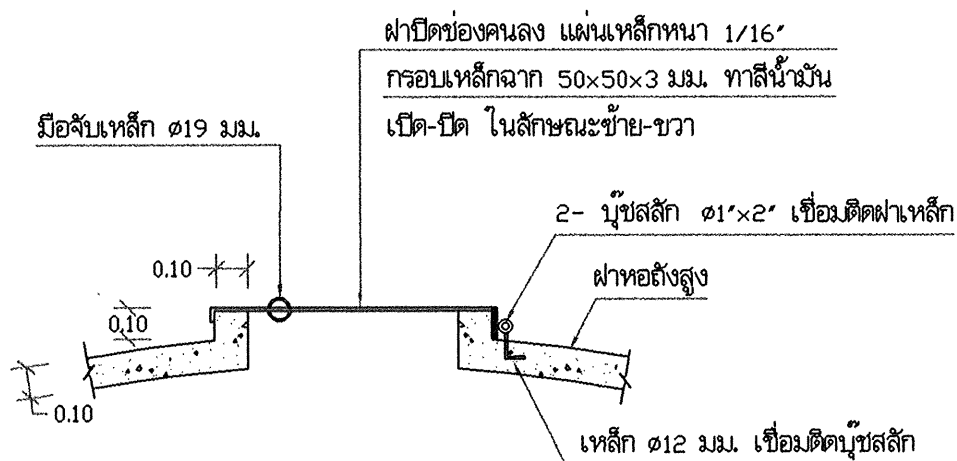 ฝาปิดช่องคนลง แผ่นเหล็กหนา 1/16"
กรอบเหล็กฉาก 50x50x3 มม. ทาสีน้ำมัน
เปิด-ปิด ในลักษณะซ้าย-ขวา
มือจับเหล็ก ø19 มม.
2- บุ๊ชสลัก ø1"x2" เชื่อมติดฝาเหล็ก
0.10
ฝาหอถังสูง
0.10
0.10
เหล็ก ø12 มม. เชื่อมติดบุ๊ชสลัก